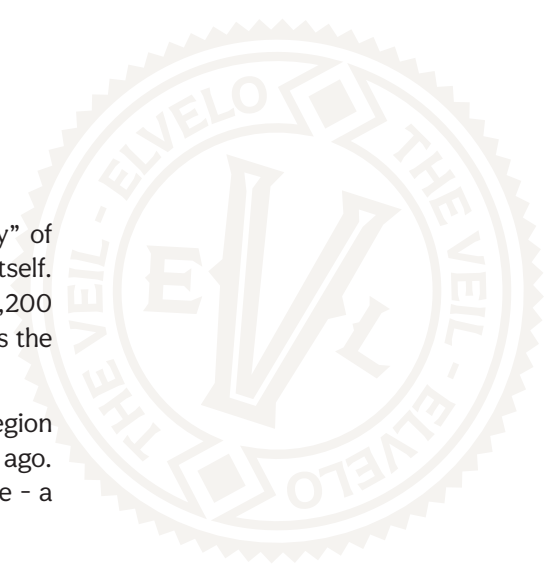 y” of
tself.
,200
s the
egion
ago.
e - a
THE VEIL - ELVELO
THE VEIL - ELVELO
E V L